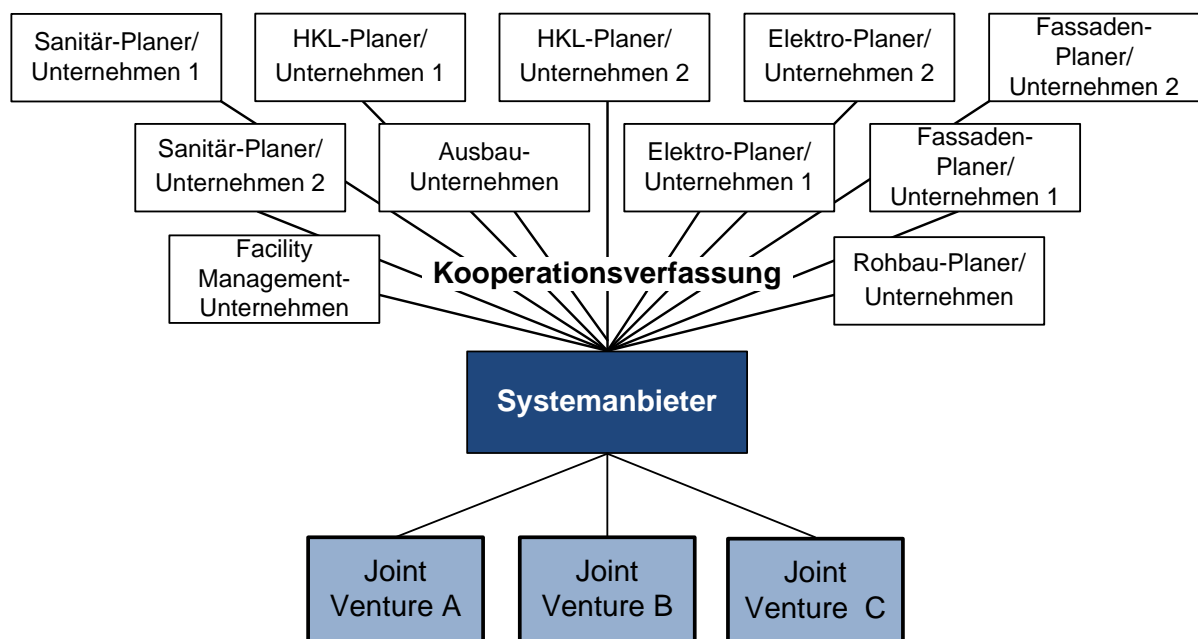 Sanitär-Planer/
Unternehmen 1
HKL-Planer/
Unternehmen 1
HKL-Planer/
Unternehmen 2
Elektro-Planer/
Unternehmen 2
Fassaden-
Planer/
Unternehmen 2
Sanitär-Planer/
Unternehmen 2
Ausbau-
Unternehmen
Elektro-Planer/
Unternehmen 1
Fassaden-
Planer/
Unternehmen 1
Facility
Management-
Unternehmen
Kooperationsverfassung
Rohbau-Planer/
Unternehmen
Systemanbieter
Joint
Venture A
Joint
Venture B
Joint
Venture C